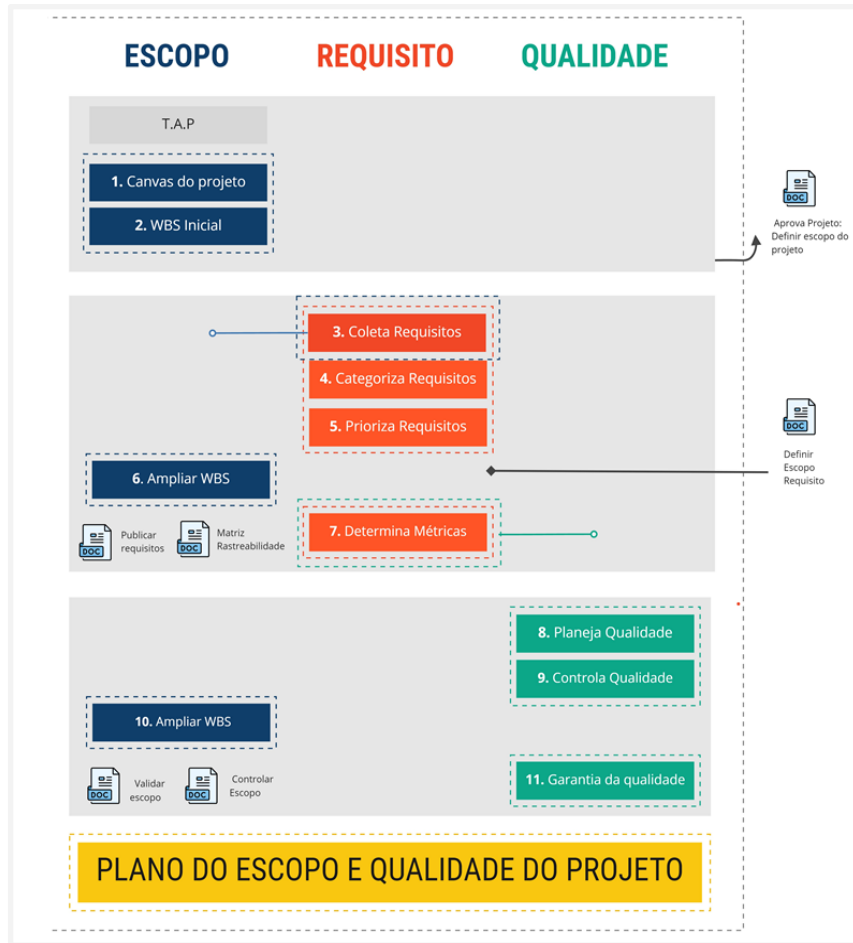 ESCOPO REQUISITO QUALIDADE
T.A.P
1. Canvas do projeto
2. WBS Inicial
Aprova Projeto:
Definir escopo do
projeto
3. Coleta Requisitos
4. Categoriza Requisitos
5. Prioriza Requisitos
6. Ampliar WBS
Definir
Escopo
Requisito
DOC
Publicar
requisitos
DOC
Matriz
Rastreabilidade
7. Determina Métricas
DOC
DOC
8. Planeja Qualidade
9. Controla Qualidade
10. Ampliar WBS
DOC
Validar
escopo
DOC
Controlar
Escopo
11. Garantia da qualidade
PLANO DO ESCOPO E QUALIDADE DO PROJETO